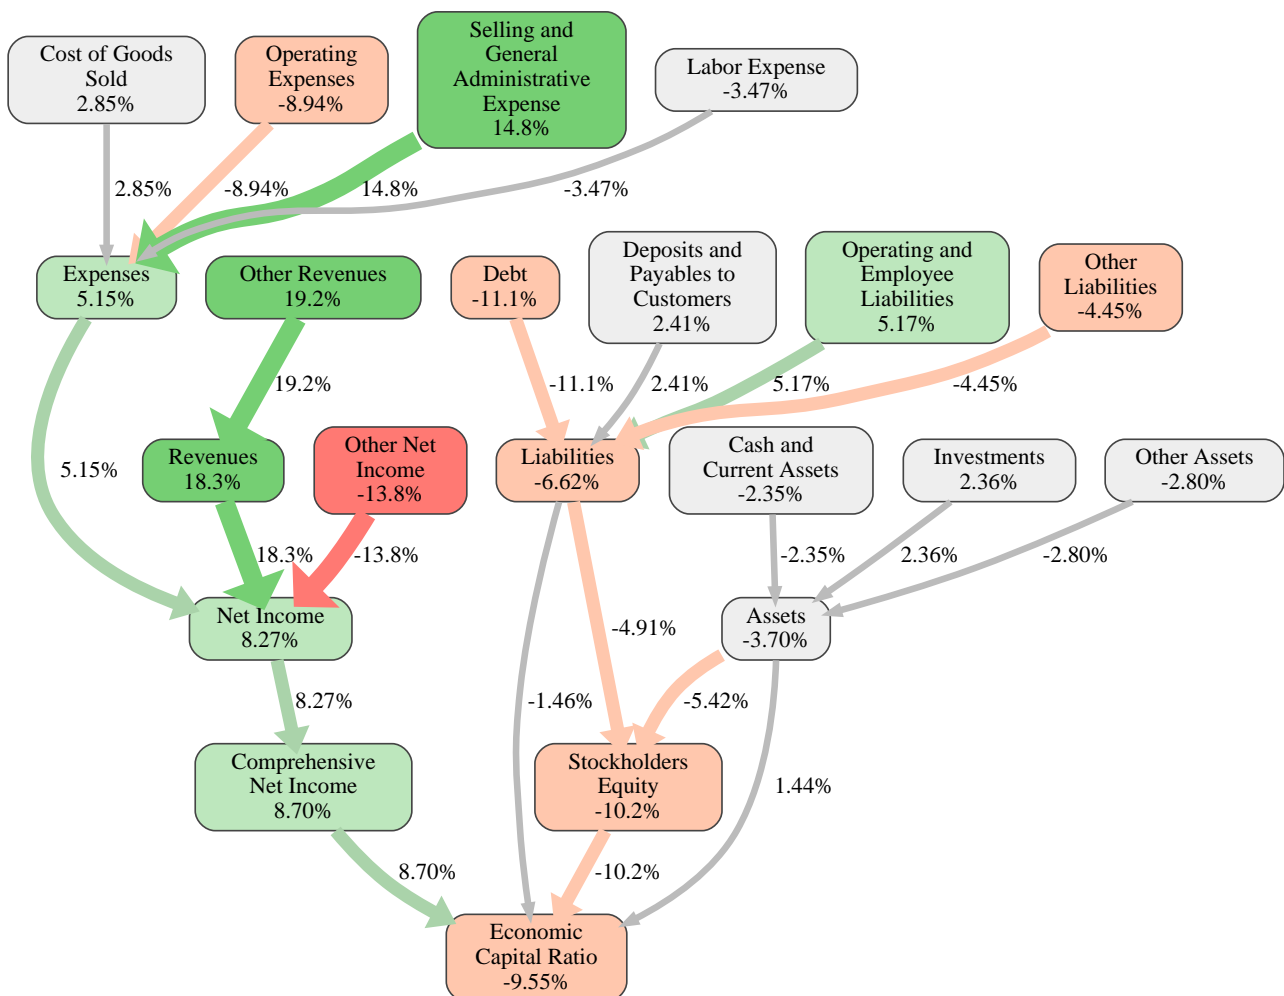 Cost of Goods
Sold
2.85%
Operating
Expenses
-8.94%
Selling and
General
Administrative
Expense
14.8%
Labor Expense
-3.47%
2.85%
-8.94%
14.8%
-3.47%
Expenses
5.15%
Other Revenues
19.2%
Debt
-11.1%
Deposits and
Payables to
Customers
2.41%
Operating and
Employee
Liabilities
5.17%
Other
Liabilities
-4.45%
19.2%
-11.1%
2.41%
5.17%
-4.45%
5.15%
Revenues
18.3%
Other Net
Income
-13.8%
Liabilities
-6.62%
Cash and
Current Assets
-2.35%
Investments
2.36%
Other Assets
-2.80%
18.3%
-13.8%
-2.35%
2.36%
-2.80%
Net Income
8.27%
-4.91%
Assets
-3.70%
8.27%
-1.46%
-5.42%
Comprehensive
Net Income
8.70%
Stockholders
Equity
-10.2%
1.44%
8.70%
-10.2%
Economic
Capital Ratio
-9.55%